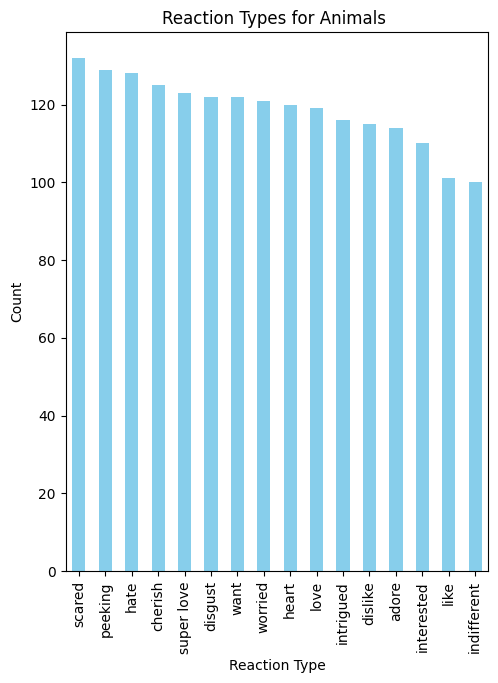 Reaction Types for Animals
Count
120
100
80
60
40
20
0
scared
peeking
hate
cherish
super love
disgust
want
worried
heart
love
intrigued
dislike
adore
interested
like
indifferent
Reaction Type